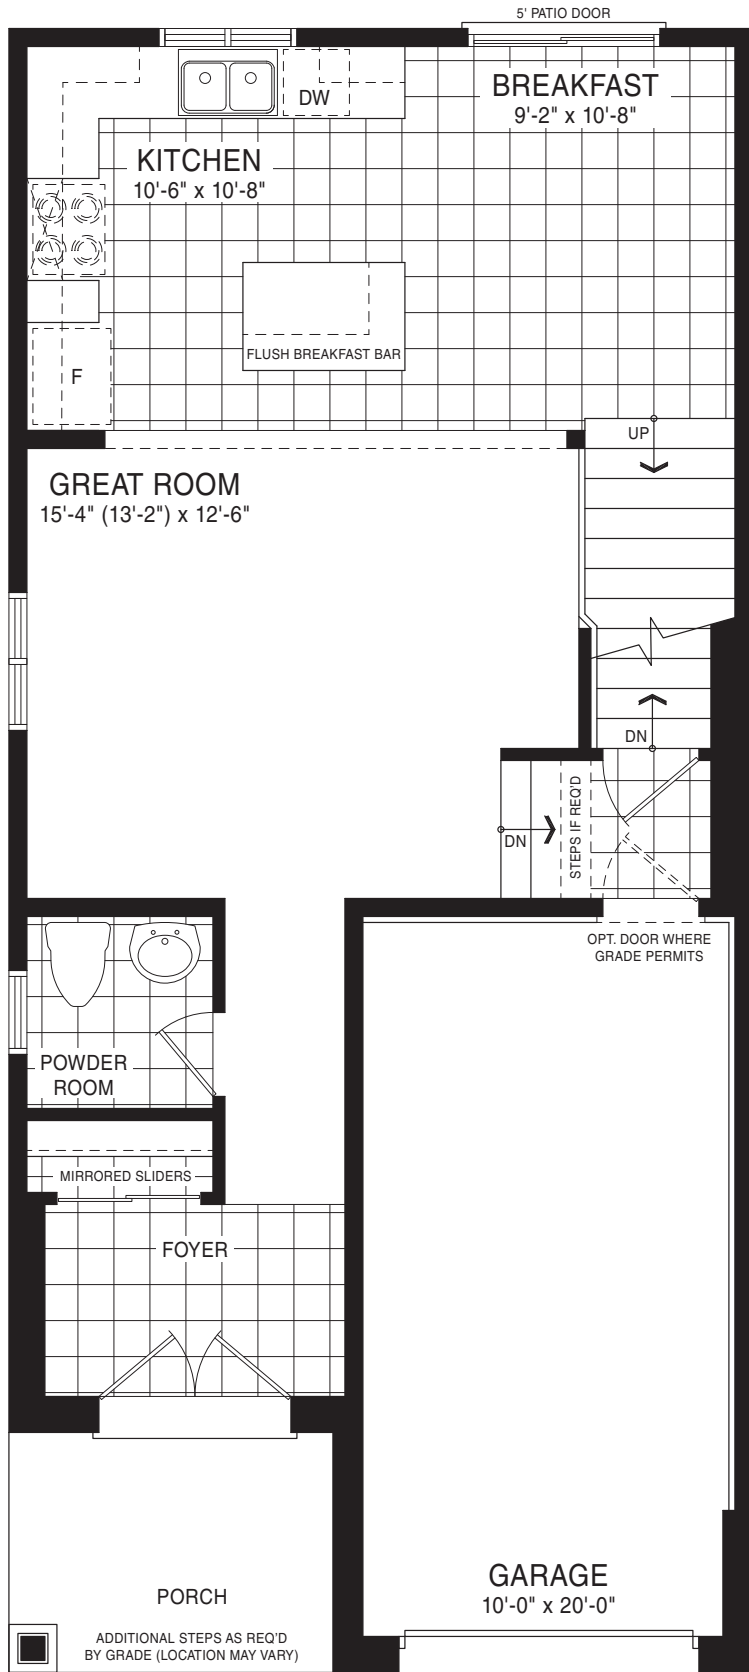 5' PATIO DOOR
BREAKFAST
9'-2" x 10'-8"
DW
KITCHEN
10'-6" x 10'-8"
FLUSH BREAKFAST BAR
F
UP
GREAT ROOM
15'-4" (13'-2") x 12'-6"
DN
DN
STEPS IF REQ'D
OPT. DOOR WHERE
GRADE PERMITS
POWDER
ROOM
MIRRORED SLIDERS
FOYER
GARAGE
10'-0" x 20'-0"
PORCH
ADDITIONAL STEPS AS REQ'D
BY GRADE (LOCATION MAY VARY)